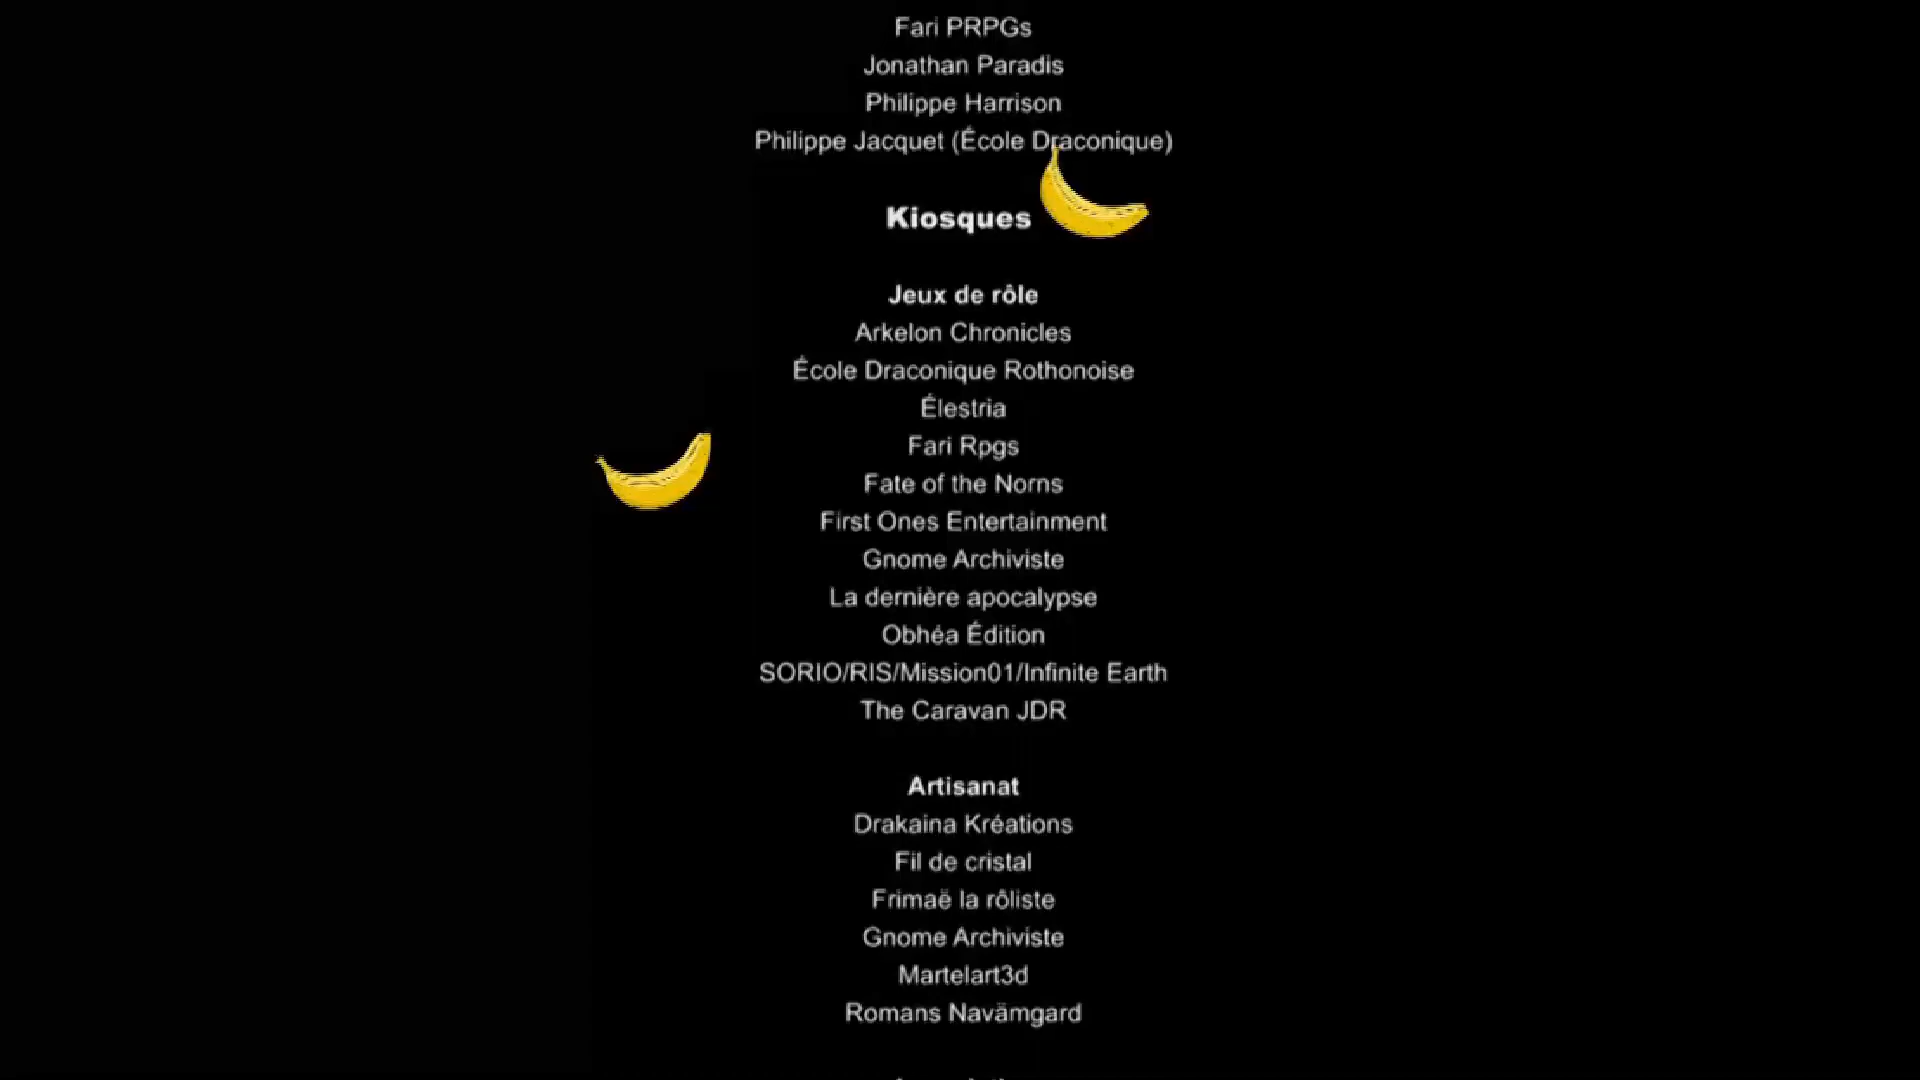 Fari PRPGs
Jonathan Paradis
Philippe Harrison
Philippe Jacquet (École Draconique)
Kiosques
Jeux de rôle
Arkelon Chronicles
École Draconique Rothonoise
Élestria
Fari Rpgs
Fate of the Norns
First Ones Entertainment
Gnome Archiviste
La dernière apocalypse
Obhéa Édition
SORIO/RIS/Mission01/Infinite Earth
The Caravan JDR
Artisanat
Drakaina Kréations
Fil de cristal
Frimaë la rôliste
Gnome Archiviste
Martelart3d
Romans Navämgard